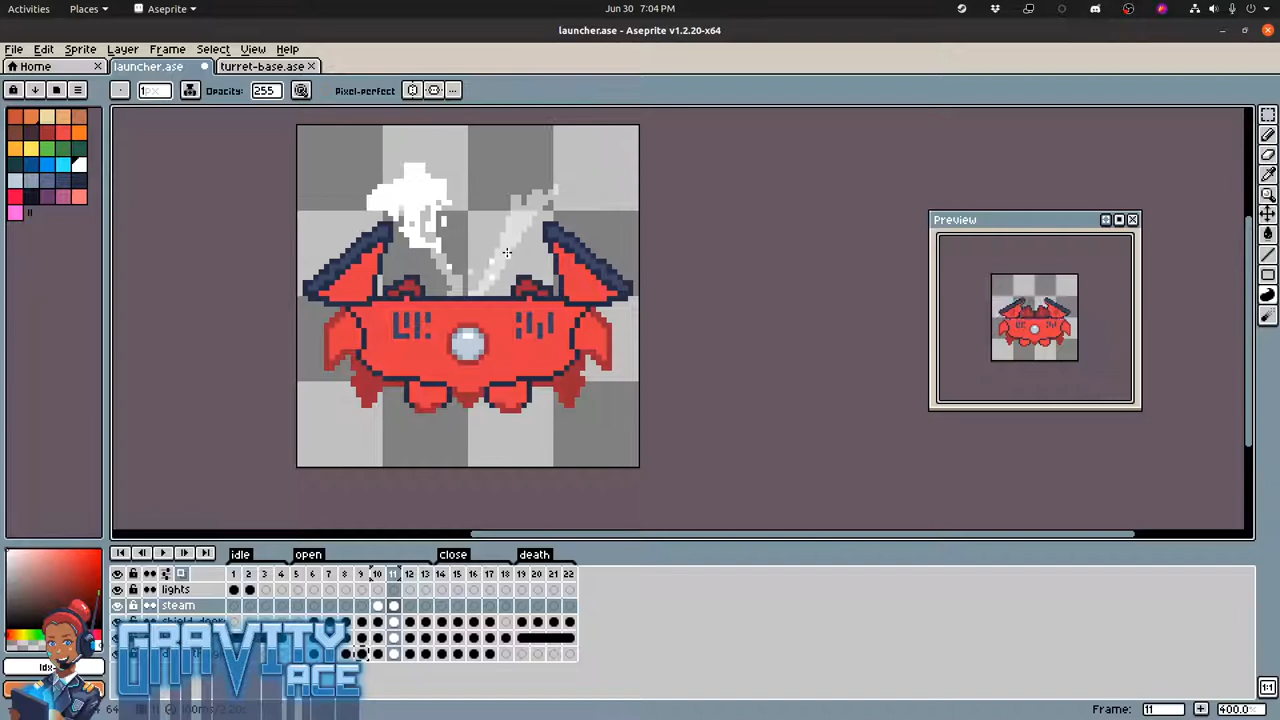 Activities Places Aseprite Jun 30 7:04 PM
launcher.ase - Aseprite v1.2.20-x64
File Edit Sprite Layer Frame Select View Help
Home launcher.ase turret-base.ase
Opacity: 255 Pixel-perfect
Preview
idle open close death
1 2 3 4 5 6 7 8 9 10 11 12 13 14 15 16 17 18 19 20 21 22
lights
steam
GRAVITY
ACE
Frame: 11 400.0
1:1